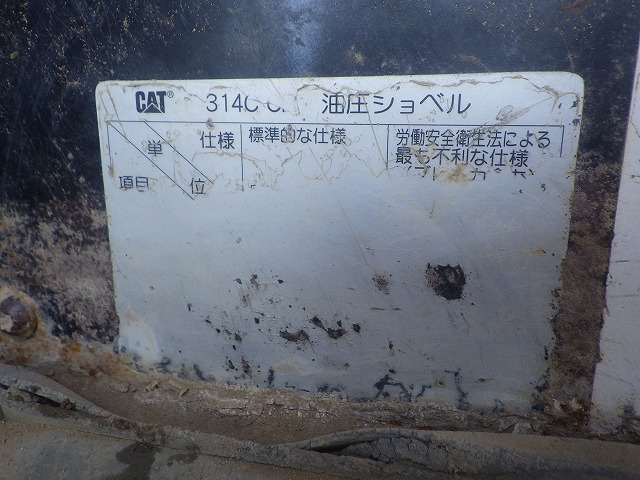 CAT® 314C 油圧ショベル
仕様 標準的な仕様 労働安全衛生法による
単 最も不利な仕様
項目 位